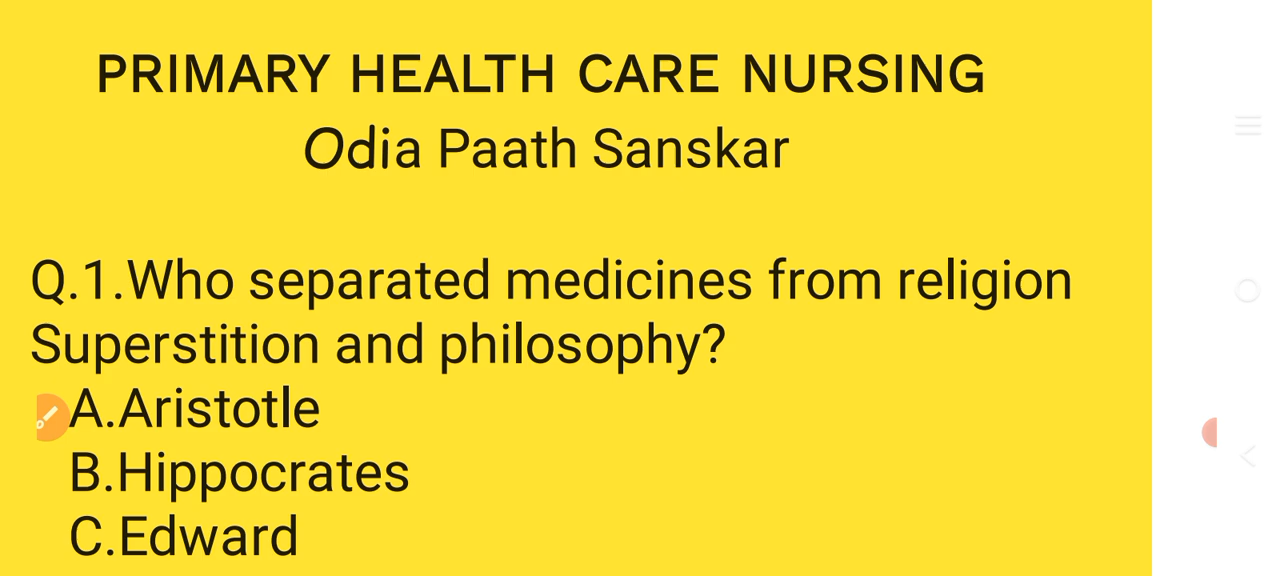 PRIMARY HEALTH CARE NURSING
Odia Paath Sanskar
Q.1.Who separated medicines from religion
Superstition and philosophy?
A.Aristotle
B.Hippocrates
C.Edward